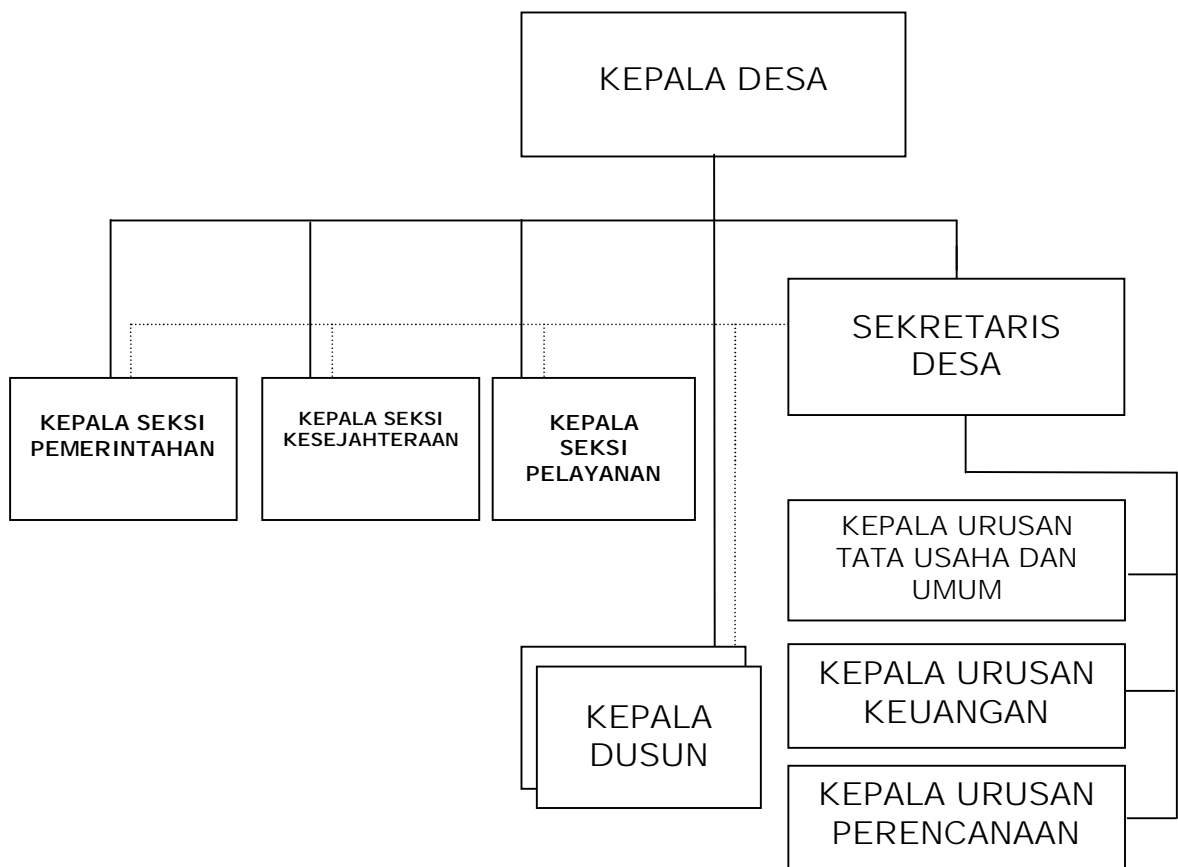 KEPALA DESA
SEKRETARIS
DESA
KEPALA SEKSI
PEMERINTAHAN
KEPALA SEKSI
KESEJAHTERAAN
KEPALA
SEKSI
PELAYANAN
KEPALA URUSAN
TATA USAHA DAN
UMUM
KEPALA URUSAN
KEUANGAN
KEPALA
DUSUN
KEPALA URUSAN
PERENCANAAN